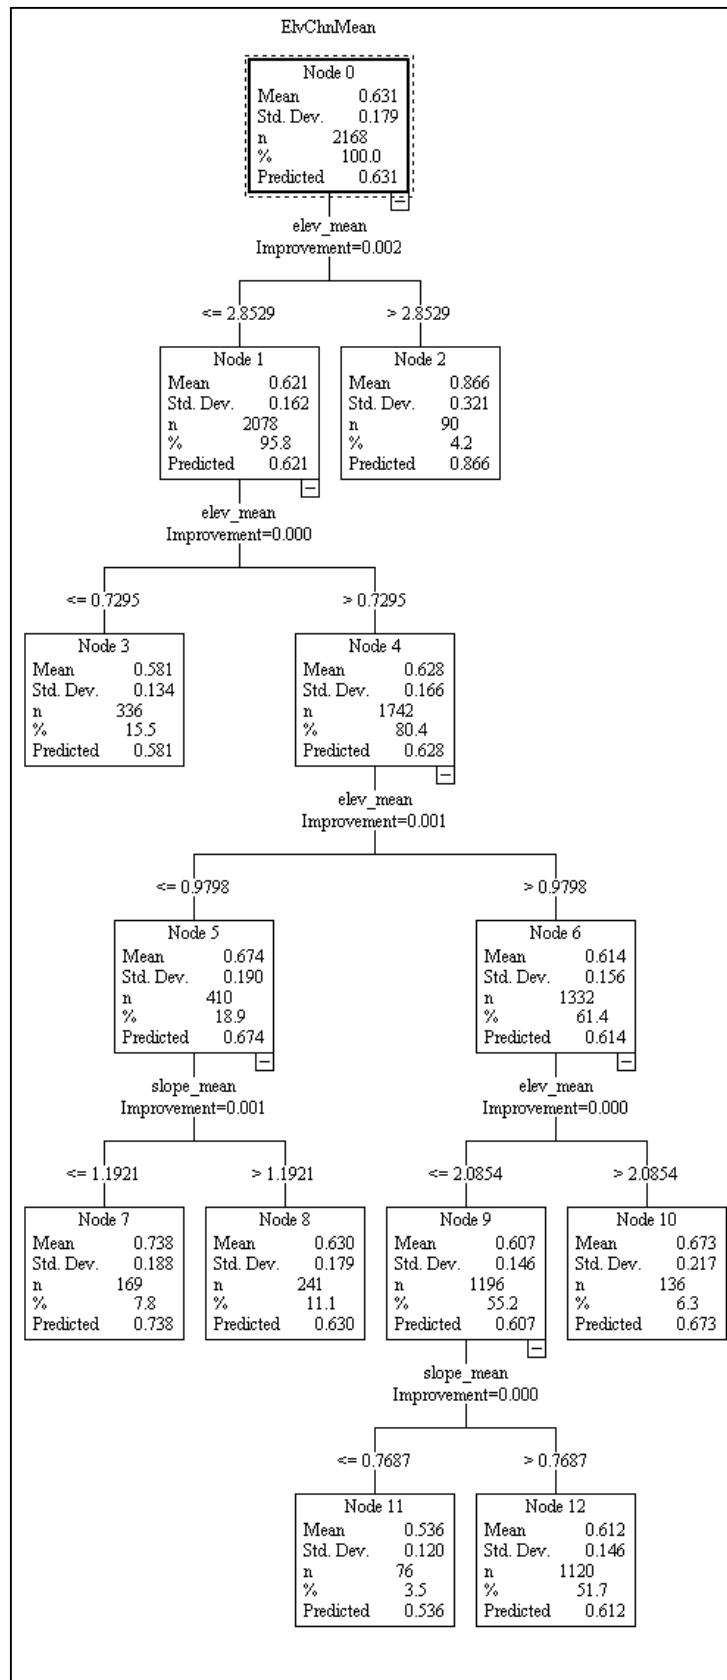 ElvChnMean
Node 0
Mean 0.631
Std. Dev. 0.179
n 2168
% 100.0
Predicted 0.631
elev_mean
Improvement=0.002
<= 2.8529
> 2.8529
Node 1
Mean 0.621
Std. Dev. 0.162
n 2078
% 95.8
Predicted 0.621
Node 2
Mean 0.866
Std. Dev. 0.321
n 90
% 4.2
Predicted 0.866
elev_mean
Improvement=0.000
<= 0.7295
> 0.7295
Node 3
Mean 0.581
Std. Dev. 0.134
n 336
% 15.5
Predicted 0.581
Node 4
Mean 0.628
Std. Dev. 0.166
n 1742
% 80.4
Predicted 0.628
elev_mean
Improvement=0.001
<= 0.9798
> 0.9798
Node 5
Mean 0.674
Std. Dev. 0.190
n 410
% 18.9
Predicted 0.674
Node 6
Mean 0.614
Std. Dev. 0.156
n 1332
% 61.4
Predicted 0.614
slope_mean
Improvement=0.001
elev_mean
Improvement=0.000
<= 1.1921
> 1.1921
<= 2.0854
> 2.0854
Node 7
Mean 0.738
Std. Dev. 0.188
n 169
% 7.8
Predicted 0.738
Node 8
Mean 0.630
Std. Dev. 0.179
n 241
% 11.1
Predicted 0.630
Node 9
Mean 0.607
Std. Dev. 0.146
n 1196
% 55.2
Predicted 0.607
Node 10
Mean 0.673
Std. Dev. 0.217
n 136
% 6.3
Predicted 0.673
slope_mean
Improvement=0.000
<= 0.7687
> 0.7687
Node 11
Mean 0.536
Std. Dev. 0.120
n 76
% 3.5
Predicted 0.536
Node 12
Mean 0.612
Std. Dev. 0.146
n 1120
% 51.7
Predicted 0.612